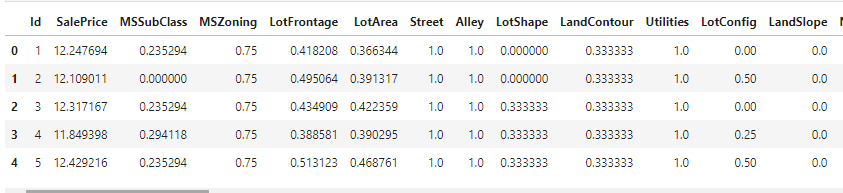 Id SalePrice MSSubClass MSZoning LotFrontage LotArea Street Alley LotShape LandContour Utilities LotConfig LandSlope
0 1 12.247694 0.235294 0.75 0.418208 0.366344 1.0 1.0 0.000000 0.333333 1.0 0.00 0.0
1 2 12.109011 0.000000 0.75 0.495064 0.391317 1.0 1.0 0.000000 0.333333 1.0 0.50 0.0
2 3 12.317167 0.235294 0.75 0.434909 0.422359 1.0 1.0 0.333333 0.333333 1.0 0.00 0.0
3 4 11.849398 0.294118 0.75 0.388581 0.390295 1.0 1.0 0.333333 0.333333 1.0 0.25 0.0
4 5 12.429216 0.235294 0.75 0.513123 0.468761 1.0 1.0 0.333333 0.333333 1.0 0.50 0.0